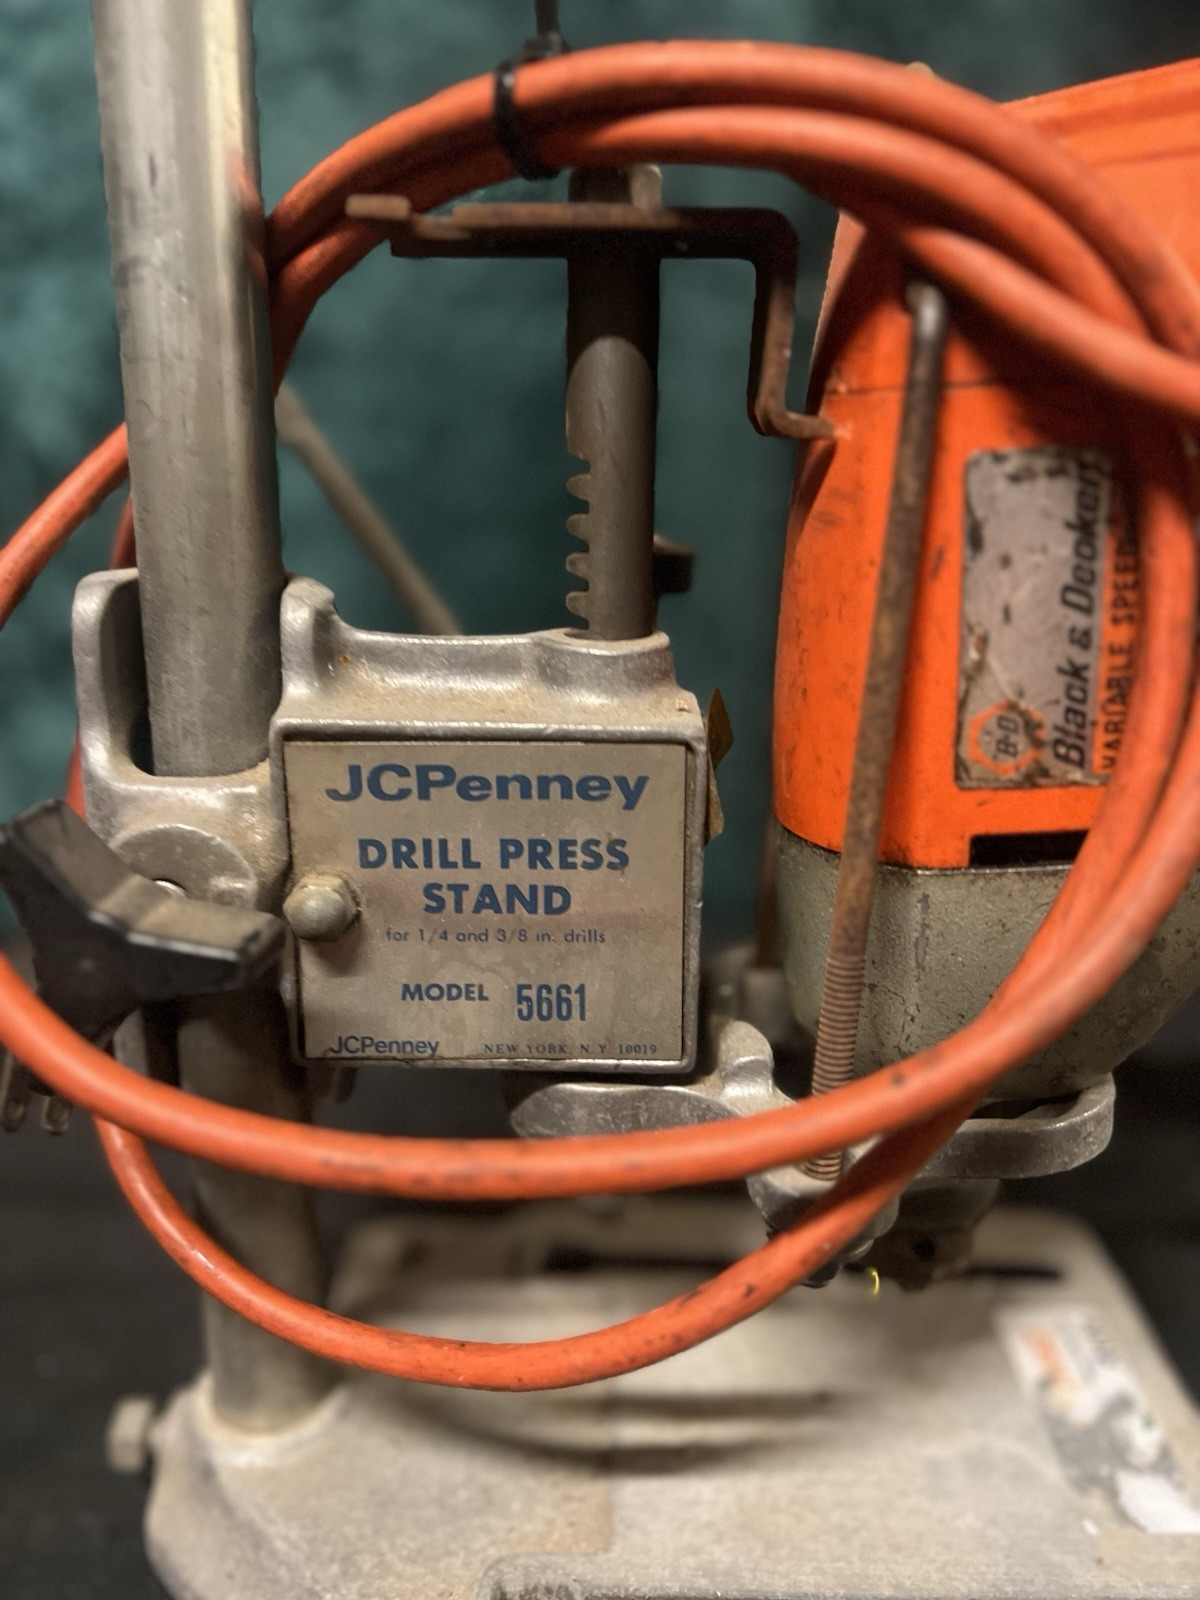 JCPenney
DRILL PRESS
STAND
for 1/4 and 3/8 in. drills
MODEL 5661
JCPenney NEW YORK, N.Y. 10019
B&D
Black & Decker
VARIABLE SPEED